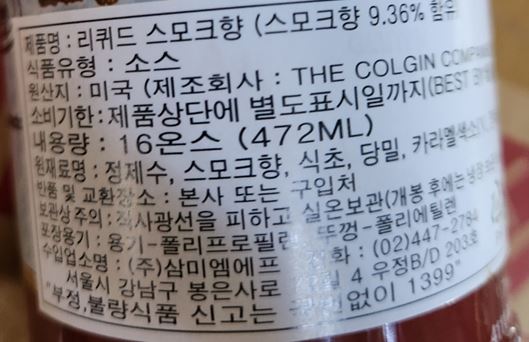 제품명 : 리퀴드 스모크향 (스모크향 9.36% 함유
식품유형 : 소스
원산지 : 미국 (제조회사 : THE COLGIN
소비기한:제품상단에 별도표시일까지(BEST
내용량 : 16온스 (472ML)
원재료명 : 정제수, 스모크향, 식초, 당밀, 카라멜색소
반품 및 교환장소 : 본사 또는 구입처
보관상주의 : 직사광선을 피하고 실온보관(개봉 후에는 냉장
포장용기 : 용기-폴리프로필렌 뚜껑-폴리에틸렌
수입업소명 : (주)삼미엠에프 전화 : (02)447-2784
서울시 강남구 봉은사로 4 우정B/D 203호
"부정,불량식품 신고는 국번없이 1399"